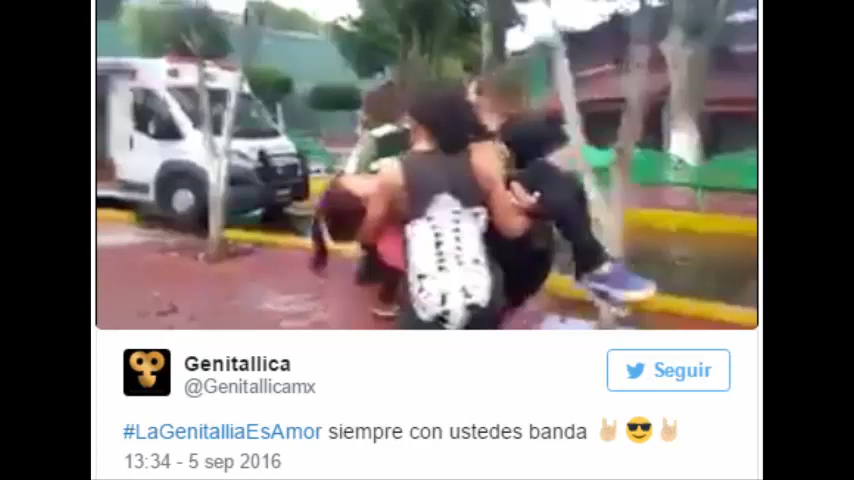 Genitallica
@Genitallicamx
Seguir
#LaGenitalliaEsAmor siempre con ustedes banda 🤘🏼😎🤘🏼
13:34 - 5 sep 2016